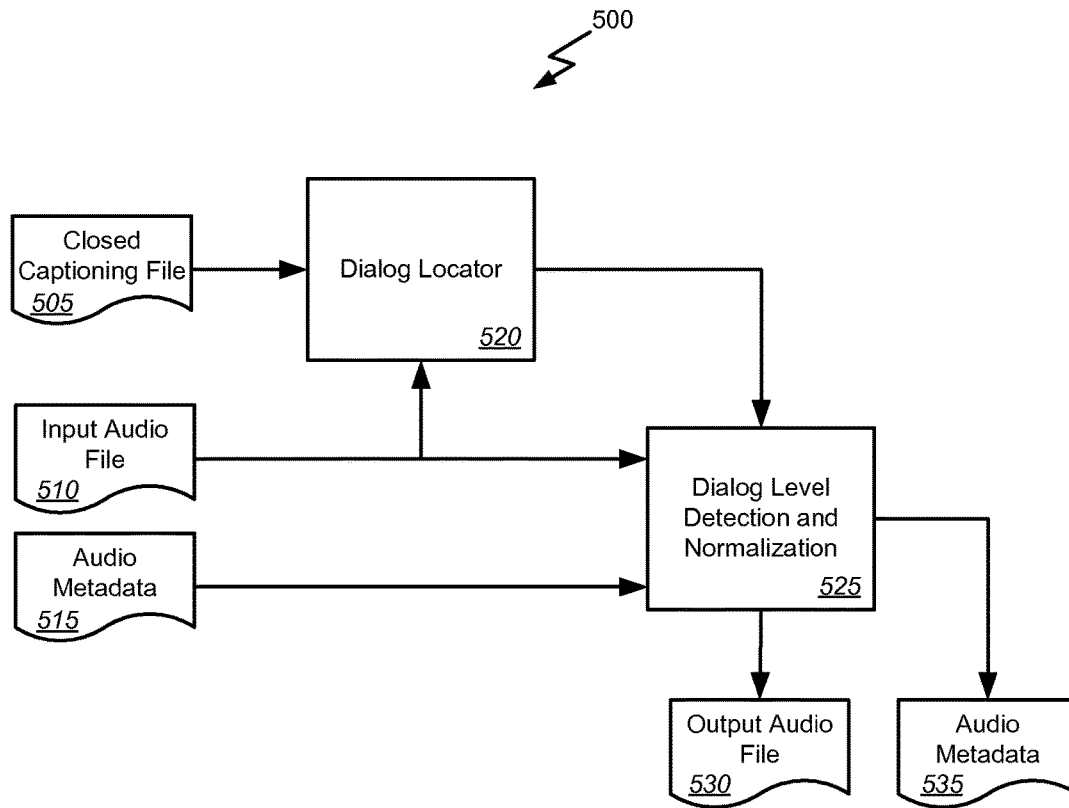 500
Closed
Captioning File
505
Dialog Locator
520
Input Audio
File
510
Audio
Metadata
515
Dialog Level
Detection and
Normalization
525
Output Audio
File
530
Audio
Metadata
535